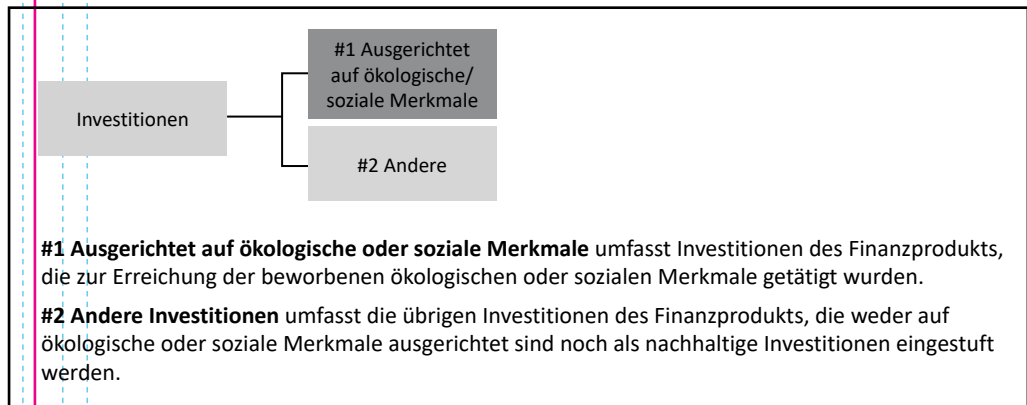 #1 Ausgerichtet
auf ökologische/
soziale Merkmale
Investitionen
#2 Andere
#1 Ausgerichtet auf ökologische oder soziale Merkmale umfasst Investitionen des Finanzprodukts,
die zur Erreichung der beworbenen ökologischen oder sozialen Merkmale getätigt wurden.
#2 Andere Investitionen umfasst die übrigen Investitionen des Finanzprodukts, die weder auf
ökologische oder soziale Merkmale ausgerichtet sind noch als nachhaltige Investitionen eingestuft
werden.